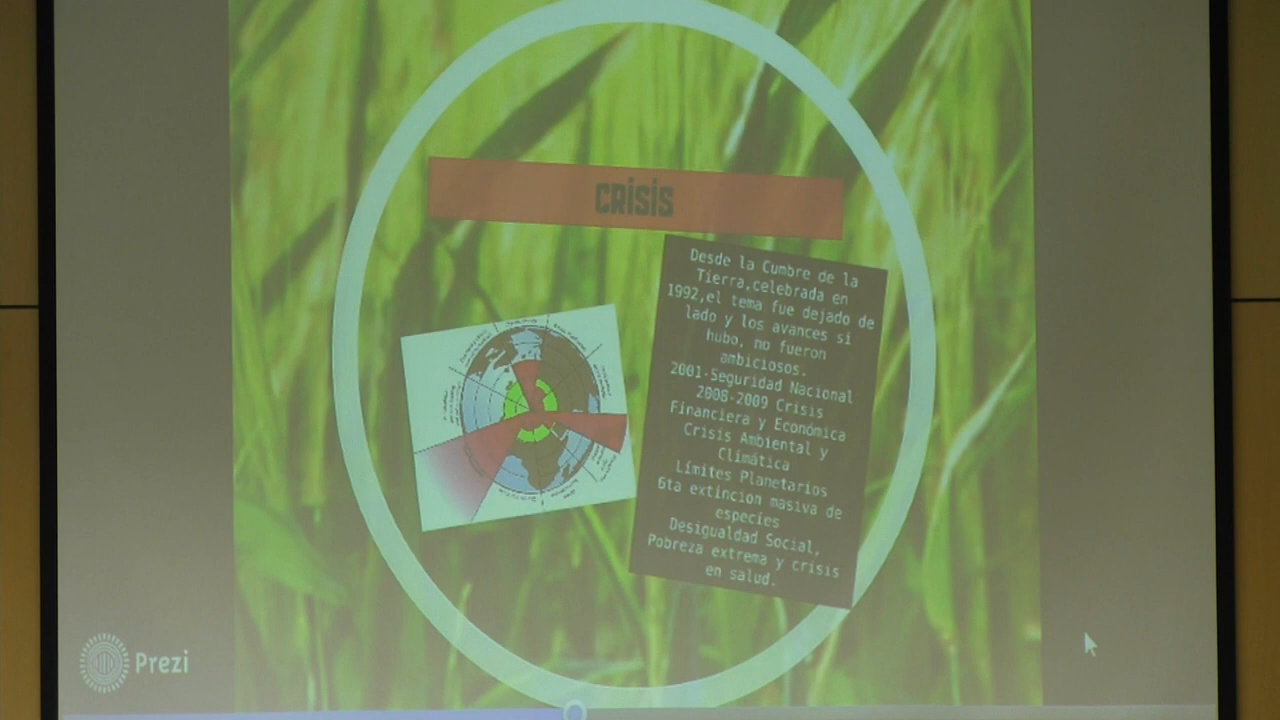 CRISIS
Desde la Cumbre de la
Tierra,celebrada en
1992,el tema fue dejado de
lado y los avances si
hubo, no fueron
ambiciosos.
2001-Seguridad Nacional
2008-2009 Crisis
Financiera y Económica
Crisis Ambiental y
Climática
Límites Planetarios
6ta extincion masiva de
especies
Desigualdad Social,
Pobreza extrema y crisis
en salud.
Prezi